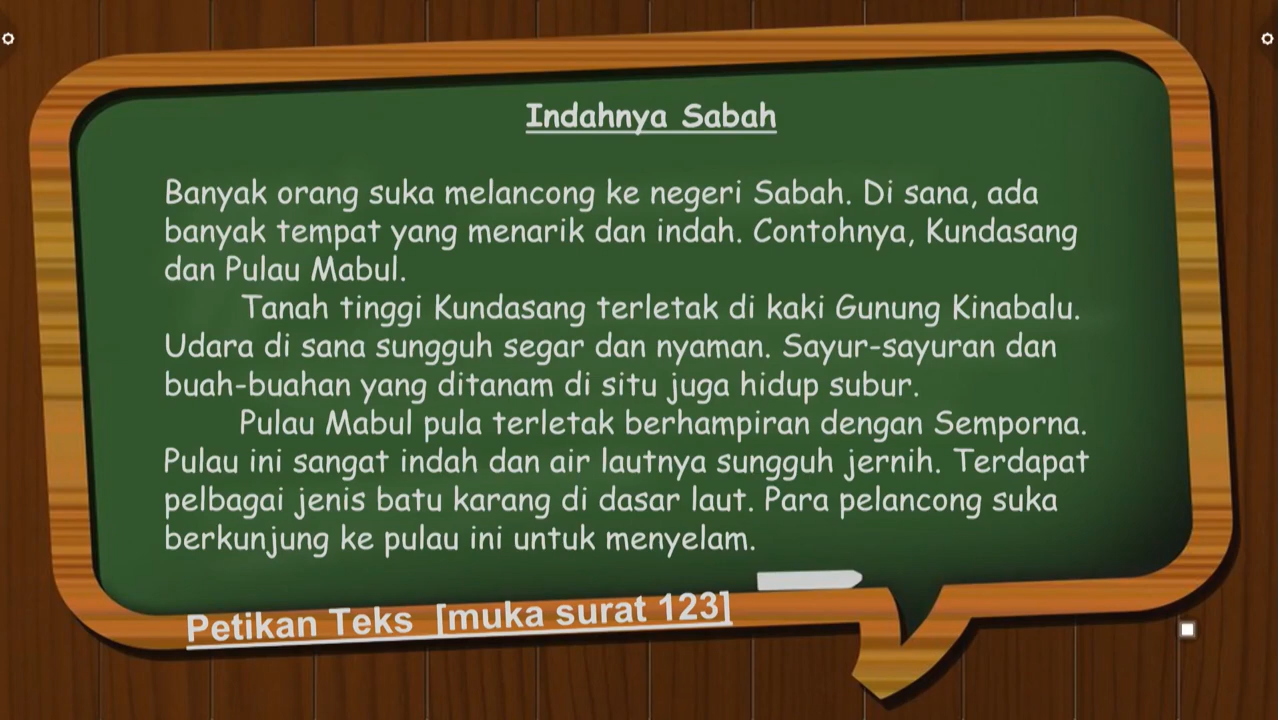 Indahnya Sabah
Banyak orang suka melancong ke negeri Sabah. Di sana, ada
banyak tempat yang menarik dan indah. Contohnya, Kundasang
dan Pulau Mabul.
Tanah tinggi Kundasang terletak di kaki Gunung Kinabalu.
Udara di sana sungguh segar dan nyaman. Sayur-sayuran dan
buah-buahan yang ditanam di situ juga hidup subur.
Pulau Mabul pula terletak berhampiran dengan Semporna.
Pulau ini sangat indah dan air lautnya sungguh jernih. Terdapat
pelbagai jenis batu karang di dasar laut. Para pelancong suka
berkunjung ke pulau ini untuk menyelam.
Petikan Teks [muka surat 123]